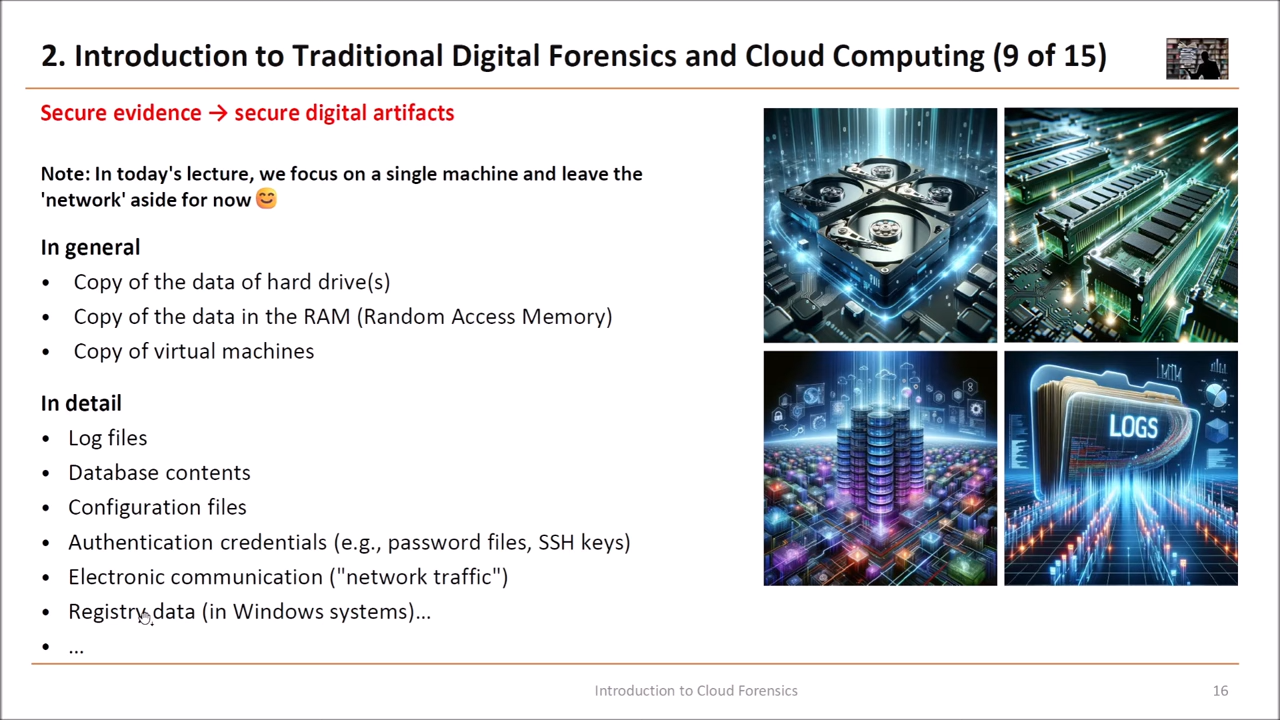 2. Introduction to Traditional Digital Forensics and Cloud Computing (9 of 15)
Secure evidence → secure digital artifacts
Note: In today's lecture, we focus on a single machine and leave the
'network' aside for now 😊
In general
• Copy of the data of hard drive(s)
• Copy of the data in the RAM (Random Access Memory)
• Copy of virtual machines
In detail
• Log files
• Database contents
• Configuration files
• Authentication credentials (e.g., password files, SSH keys)
• Electronic communication ("network traffic")
• Registry data (in Windows systems)...
• ...
LOGS
Introduction to Cloud Forensics
16